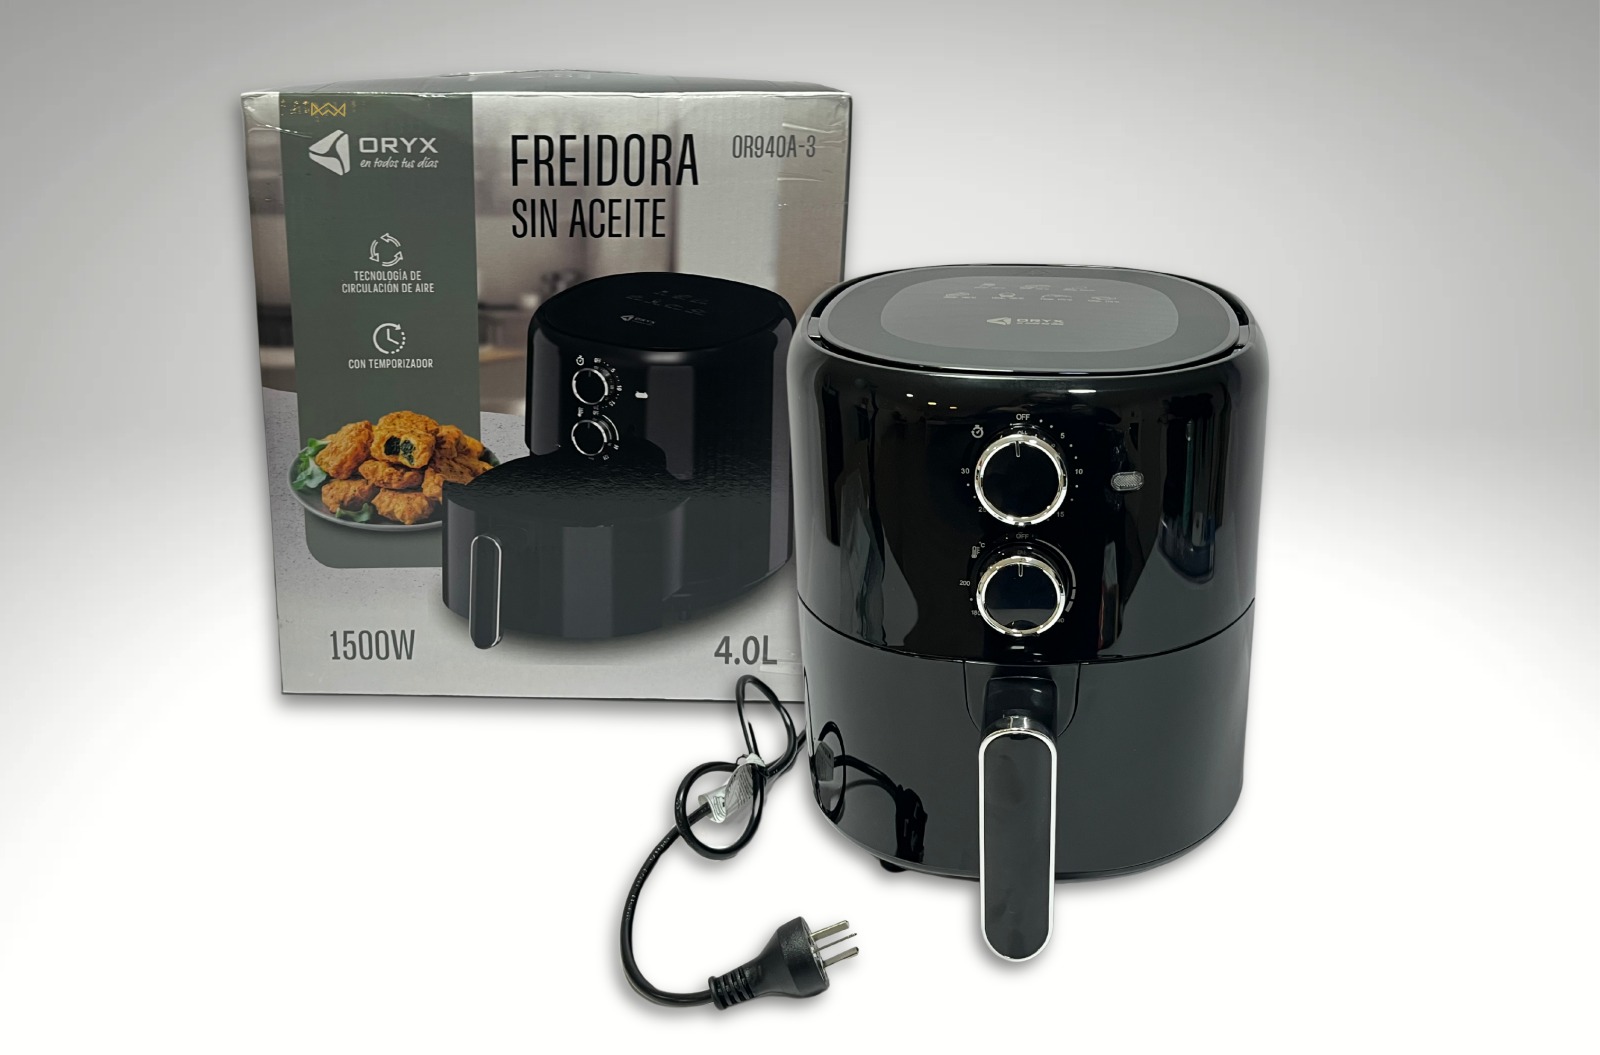 ORYX
en todos tus días
FREIDORA
SIN ACEITE
OR940A-3
TECNOLOGÍA DE
CIRCULACIÓN DE AIRE
CON TEMPORIZADOR
ORYX
1500W
4.0L
ORYX
OFF
5
10
15
30
°C
OFF
200